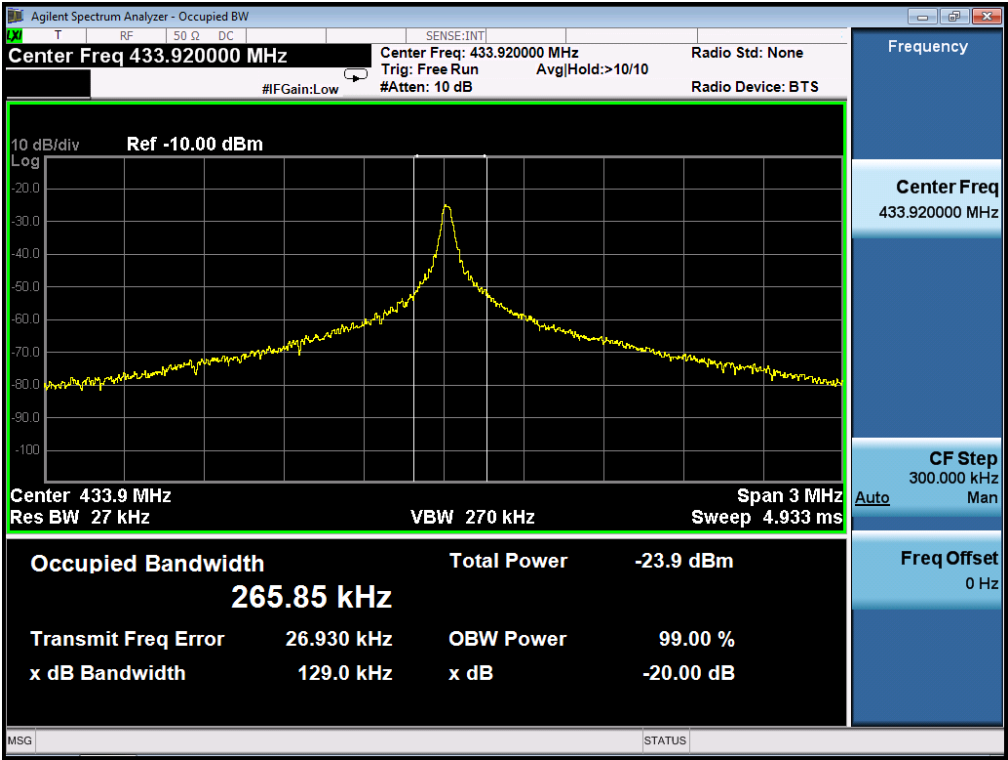 Agilent Spectrum Analyzer - Occupied BW
LXI T RF 50 Ω DC SENSE:INT
Center Freq 433.920000 MHz
Center Freq: 433.920000 MHz Radio Std: None
Trig: Free Run Avg|Hold:>10/10
#IFGain:Low #Atten: 10 dB Radio Device: BTS
Frequency
10 dB/div Ref -10.00 dBm
Log
-20.0
-30.0
-40.0
-50.0
-60.0
-70.0
-80.0
-90.0
-100
Center 433.9 MHz Span 3 MHz
Res BW 27 kHz VBW 270 kHz Sweep 4.933 ms
Center Freq
433.920000 MHz
CF Step
300.000 kHz
Auto Man
Freq Offset
0 Hz
Occupied Bandwidth Total Power -23.9 dBm
265.85 kHz
Transmit Freq Error 26.930 kHz OBW Power 99.00 %
x dB Bandwidth 129.0 kHz x dB -20.00 dB
MSG STATUS